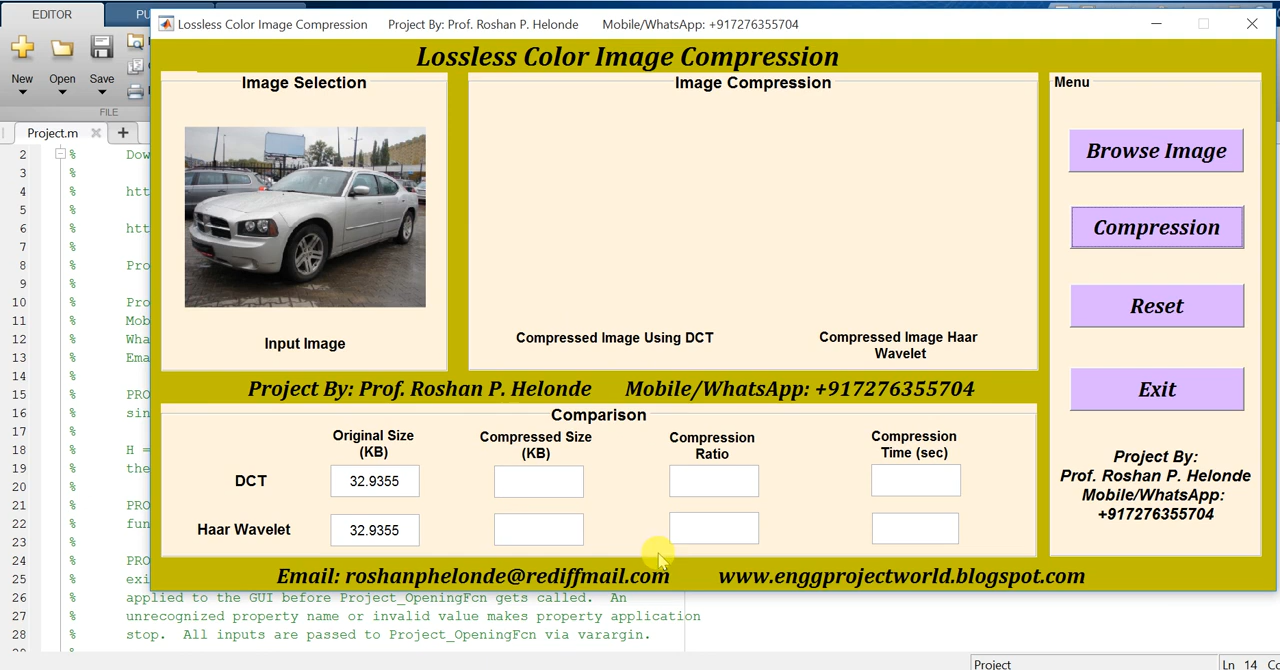 EDITOR
PU
Lossless Color Image Compression Project By: Prof. Roshan P. Helonde Mobile/WhatsApp: +917276355704
New
Open
Save
FILE
Project.m
Lossless Color Image Compression
Image Selection
Input Image
Image Compression
Compressed Image Using DCT
Compressed Image Haar
Wavelet
Menu
Browse Image
Compression
Reset
Exit
Project By:
Prof. Roshan P. Helonde
Mobile/WhatsApp:
+917276355704
Project By: Prof. Roshan P. Helonde Mobile/WhatsApp: +917276355704
Comparison
Original Size
(KB)
Compressed Size
(KB)
Compression
Ratio
Compression
Time (sec)
DCT
32.9355
Haar Wavelet
32.9355
Email: roshanphelonde@rediffmail.com www.enggprojectworld.blogspot.com
2 % Dow
3 %
4 % htt
5 %
6 % htt
7 %
8 % Pro
9 %
10 % Pro
11 % Mob
12 % Wha
13 % Ema
14 %
15 % PRO
16 % sin
17 %
18 % H =
19 % the
20 %
21 % PRO
22 % fun
23 %
24 % PRO
25 % exi
26 % applied to the GUI before Project_OpeningFcn gets called. An
27 % unrecognized property name or invalid value makes property application
28 % stop. All inputs are passed to Project_OpeningFcn via varargin.
Project
Ln 14 Co